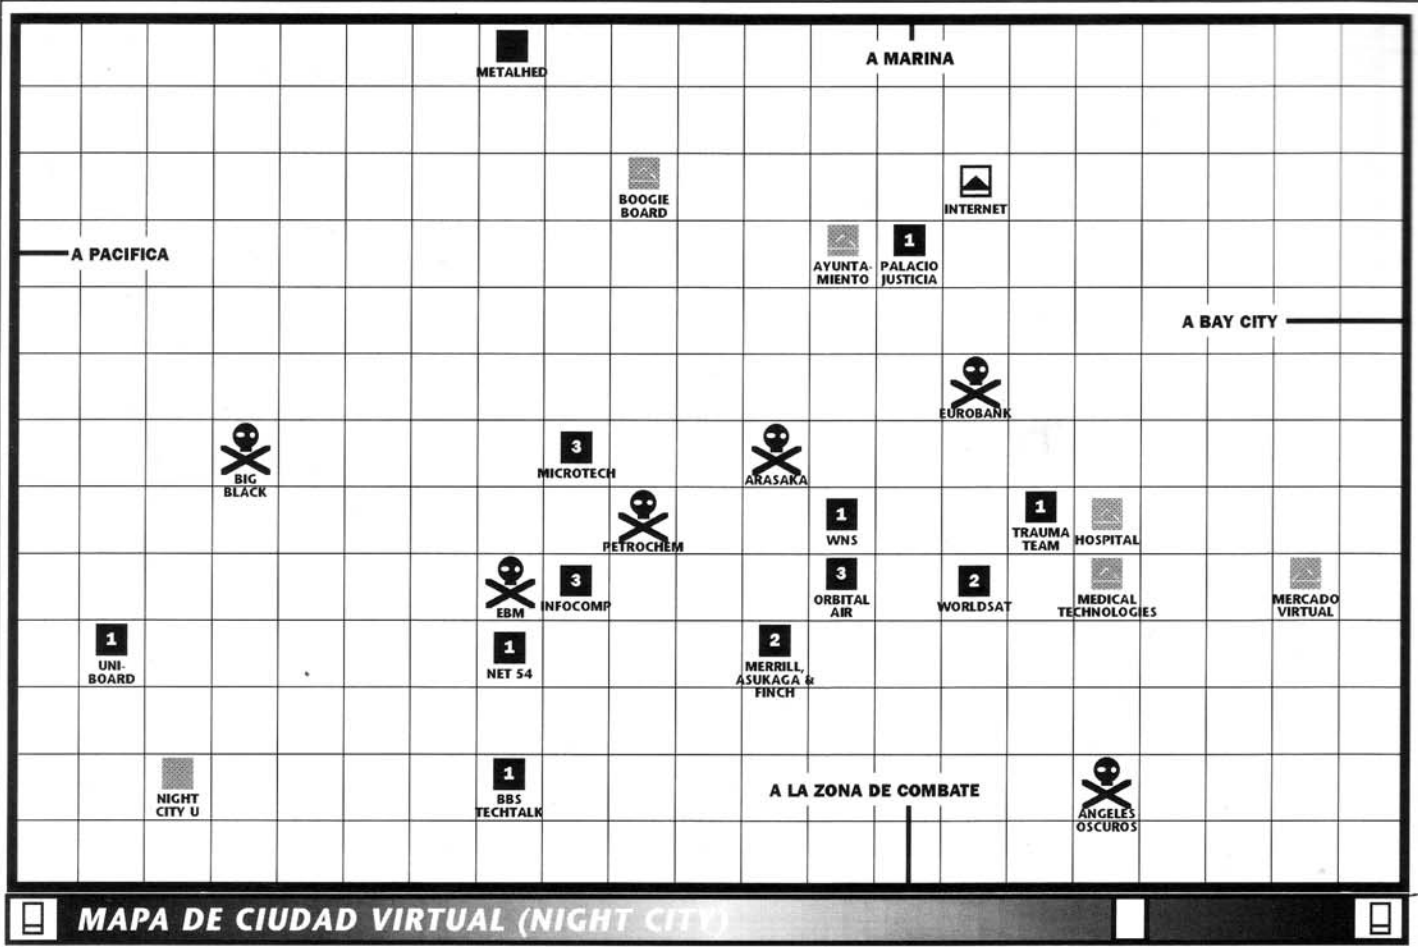 METALHED
A MARINA
BOOGIE
BOARD
INTERNET
A PACIFICA
AYUNTA-
MIENTO
1
PALACIO
JUSTICIA
A BAY CITY
EUROBANK
BIG
BLACK
3
MICROTECH
ARASAKA
PETROCHEM
1
WNS
1
TRAUMA
TEAM
HOSPITAL
EBM
3
INFOCOMP
3
ORBITAL
AIR
2
WORLDSAT
MEDICAL
TECHNOLOGIES
MERCADO
VIRTUAL
1
UNI-
BOARD
1
NET 54
2
MERRILL,
ASUKAGA &
FINCH
NIGHT
CITY U
1
BBS
TECHTALK
A LA ZONA DE COMBATE
ANGELES
OSCUROS
MAPA DE CIUDAD VIRTUAL (NIGHT CITY)